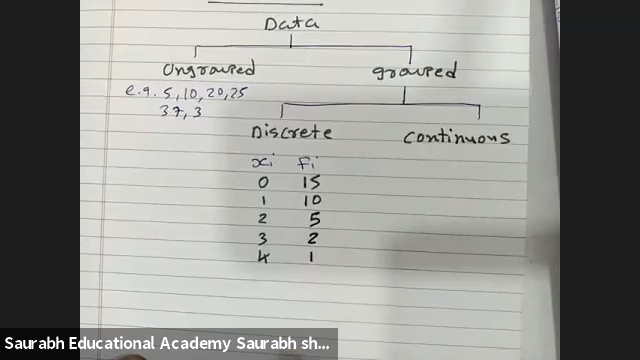 Data
Ungrouped grouped
e.g. 5, 10, 20, 25
37, 3
Discrete continuous
xi Fi
0 15
1 10
2 5
3 2
4 1
Saurabh Educational Academy Saurabh sh...